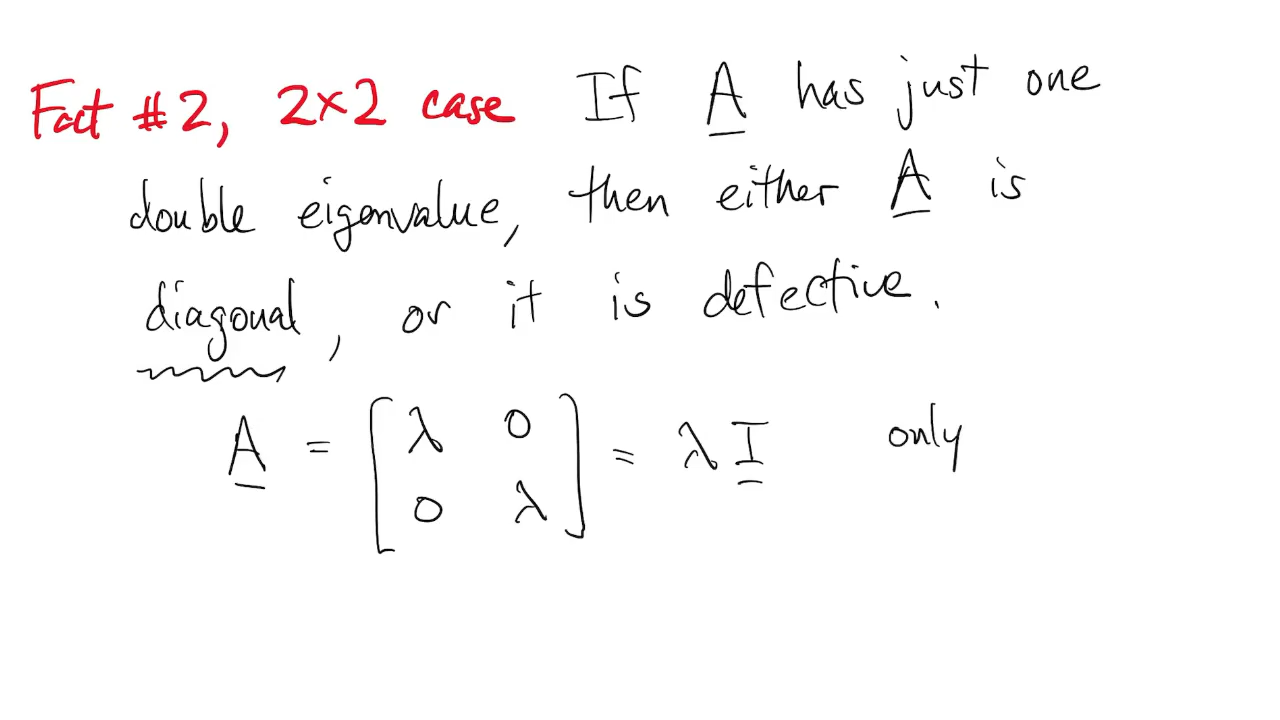 Fact #2, 2×2 case If A has just one
double eigenvalue, then either A is
diagonal, or it is defective.
A = [λ 0; 0 λ] = λ I only